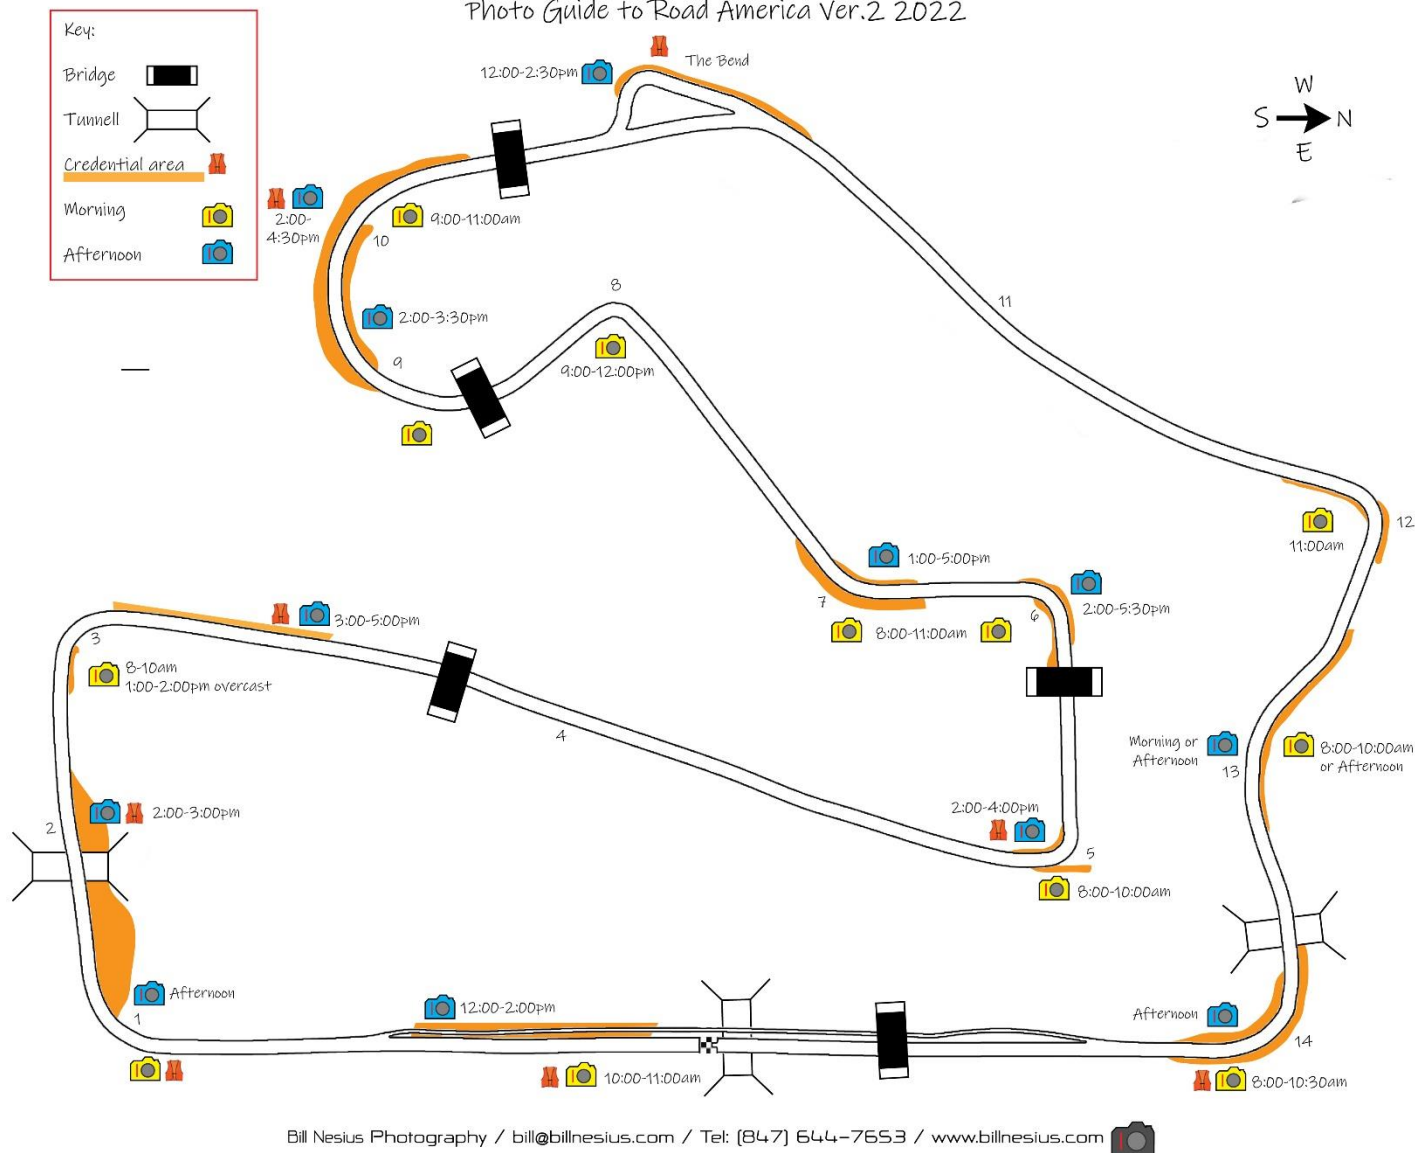 Photo Guide to Road America Ver.2 2022
Key:
Bridge
Tunnell
Credential area
Morning
Afternoon
12:00-2:30pm
The Bend
W
S N
E
2:00-
4:30pm
9:00-11:00am
10
2:00-3:30pm
9
8
9:00-12:00pm
11
12
11:00am
1:00-5:00pm
7
8:00-11:00am
6
2:00-5:30pm
3
3:00-5:00pm
8-10am
1:00-2:00pm overcast
4
Morning or
Afternoon
13
8:00-10:00am
or Afternoon
2
2:00-3:00pm
2:00-4:00pm
5
8:00-10:00am
Afternoon
1
12:00-2:00pm
10:00-11:00am
Afternoon
14
8:00-10:30am
Bill Nesius Photography / bill@billnesius.com / Tel: (847) 644-7653 / www.billnesius.com